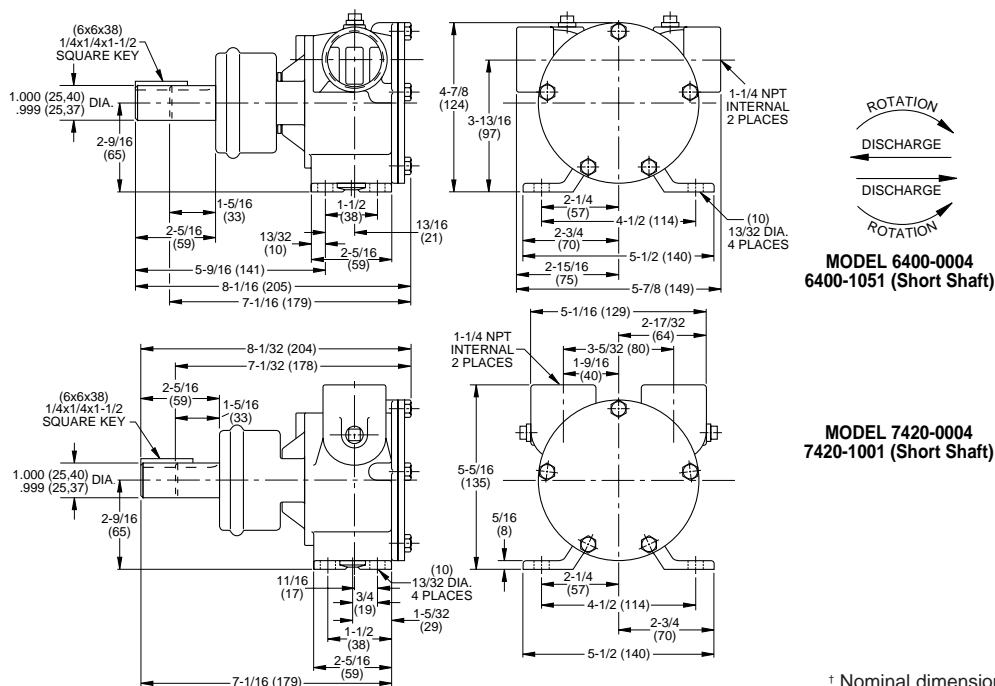 (6x6x38)
1/4x1/4x1-1/2
SQUARE KEY
1.000 (25,40) DIA.
.999 (25,37)
2-9/16
(65)
1-5/16
(33)
2-5/16
(59)
13/32
(10)
1-1/2
(38)
2-5/16
(59)
13/16
(21)
5-9/16 (141)
8-1/16 (205)
7-1/16 (179)
4-7/8
(124)
3-13/16
(97)
1-1/4 NPT
INTERNAL
2 PLACES
2-1/4
(57)
4-1/2 (114)
(10)
13/32 DIA.
4 PLACES
2-3/4
(70)
5-1/2 (140)
2-15/16
(75)
5-7/8 (149)
ROTATION
DISCHARGE
DISCHARGE
ROTATION
MODEL 6400-0004
6400-1051 (Short Shaft)
8-1/32 (204)
7-1/32 (178)
2-5/16
(59)
1-5/16
(33)
(6x6x38)
1/4x1/4x1-1/2
SQUARE KEY
1.000 (25,40) DIA.
.999 (25,37)
2-9/16
(65)
11/16
(17)
3/4
(19)
(10)
13/32 DIA.
4 PLACES
1-5/32
(29)
1-1/2
(38)
2-5/16
(59)
7-1/16 (179)
5-1/16 (129)
2-17/32
(64)
1-1/4 NPT
INTERNAL
2 PLACES
3-5/32 (80)
1-9/16
(40)
5-5/16
(135)
5/16
(8)
2-1/4
(57)
4-1/2 (114)
2-3/4
(70)
5-1/2 (140)
MODEL 7420-0004
7420-1001 (Short Shaft)
† Nominal dimension